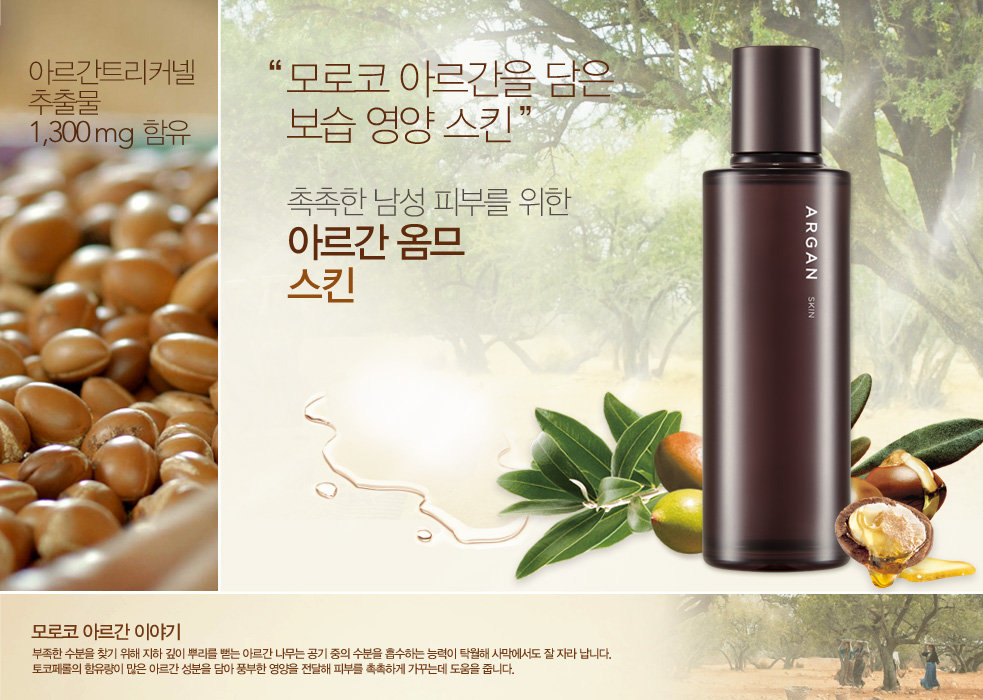 아르간트리커넬
추출물
1,300mg 함유
“ 모로코 아르간을 담은
보습 영양 스킨 ”
촉촉한 남성 피부를 위한
아르간 옴므
스킨
ARGAN SKIN
모로코 아르간 이야기
부족한 수분을 찾기 위해 지하 깊이 뿌리를 뻗는 아르간 나무는 공기 중의 수분을 흡수하는 능력이 탁월해 사막에서도 잘 자라 납니다.
토코페롤의 함유량이 많은 아르간 성분을 담아 풍부한 영양을 전달해 피부를 촉촉하게 가꾸는데 도움을 줍니다.